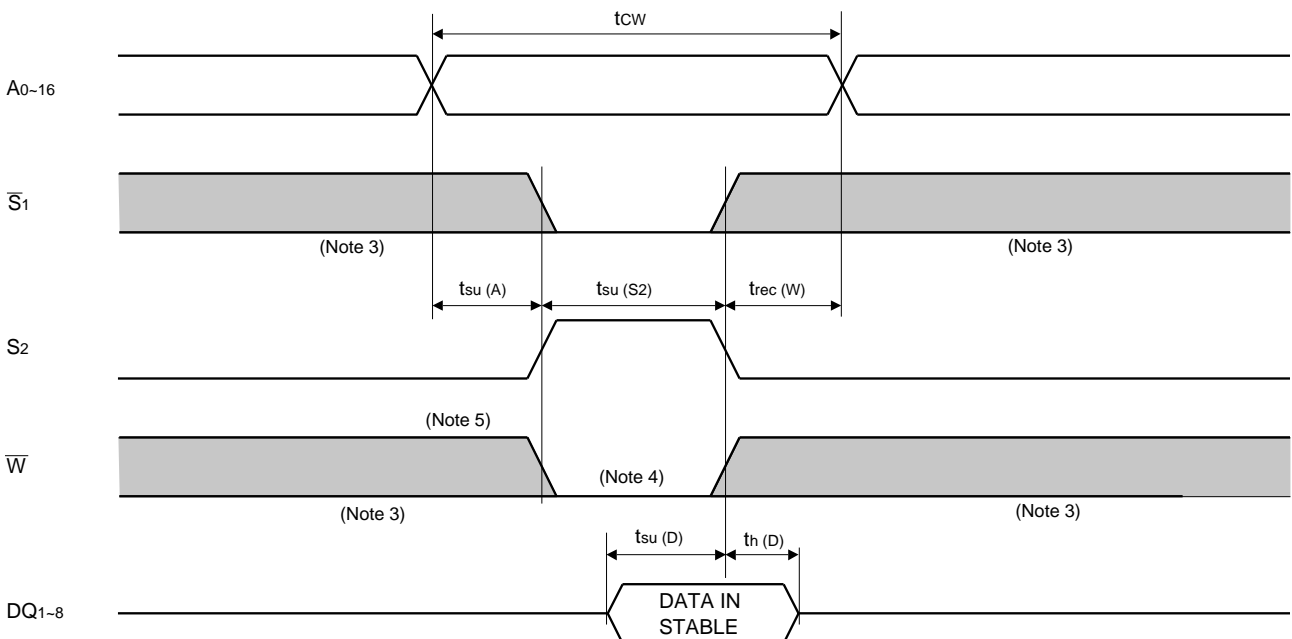 tCW
A0~16
S1
(Note 3) (Note 3)
tsu (A) tsu (S2) trec (W)
S2
(Note 5)
W
(Note 4)
(Note 3) (Note 3)
tsu (D) th (D)
DQ1~8
DATA IN
STABLE